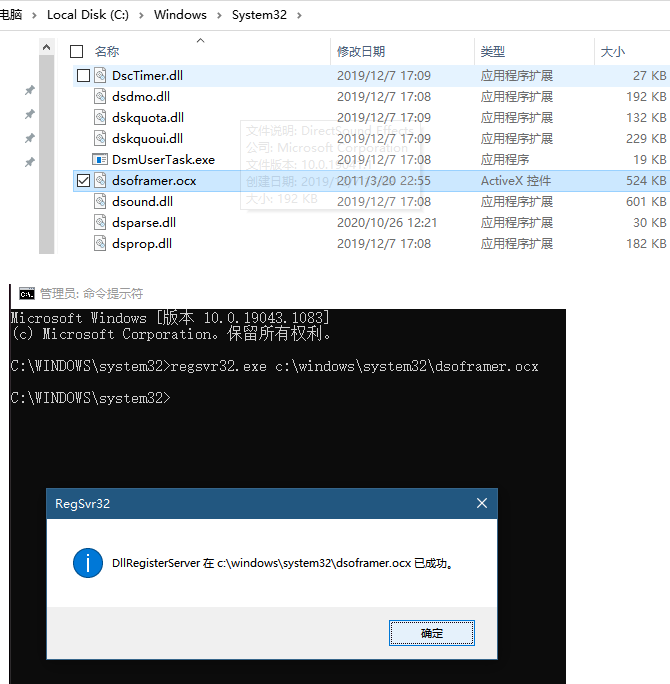 电脑 › Local Disk (C:) › Windows › System32 ›
名称 修改日期 类型 大小
DscTimer.dll 2019/12/7 17:09 应用程序扩展 27 KB
dsdmo.dll 2019/12/7 17:08 应用程序扩展 192 KB
dskquota.dll 2019/12/7 17:09 应用程序扩展 132 KB
dskquoui.dll 2019/12/7 17:09 应用程序扩展 229 KB
DsmUserTask.exe 2019/12/7 17:08 应用程序 19 KB
dsoframer.ocx 2011/3/20 22:55 ActiveX 控件 524 KB
dsound.dll 2019/12/7 17:08 应用程序扩展 601 KB
dsparse.dll 2020/10/26 12:21 应用程序扩展 30 KB
dsprop.dll 2019/12/7 17:08 应用程序扩展 182 KB
文件说明: DirectSound Effects
公司: Microsoft Corporation
文件版本: 10.0.19041.1
创建日期: 2019/12/7
大小: 192 KB
管理员: 命令提示符
Microsoft Windows [版本 10.0.19043.1083]
(c) Microsoft Corporation。保留所有权利。
C:\WINDOWS\system32>regsvr32.exe c:\windows\system32\dsoframer.ocx
C:\WINDOWS\system32>
RegSvr32
DllRegisterServer 在 c:\windows\system32\dsoframer.ocx 已成功。
确定